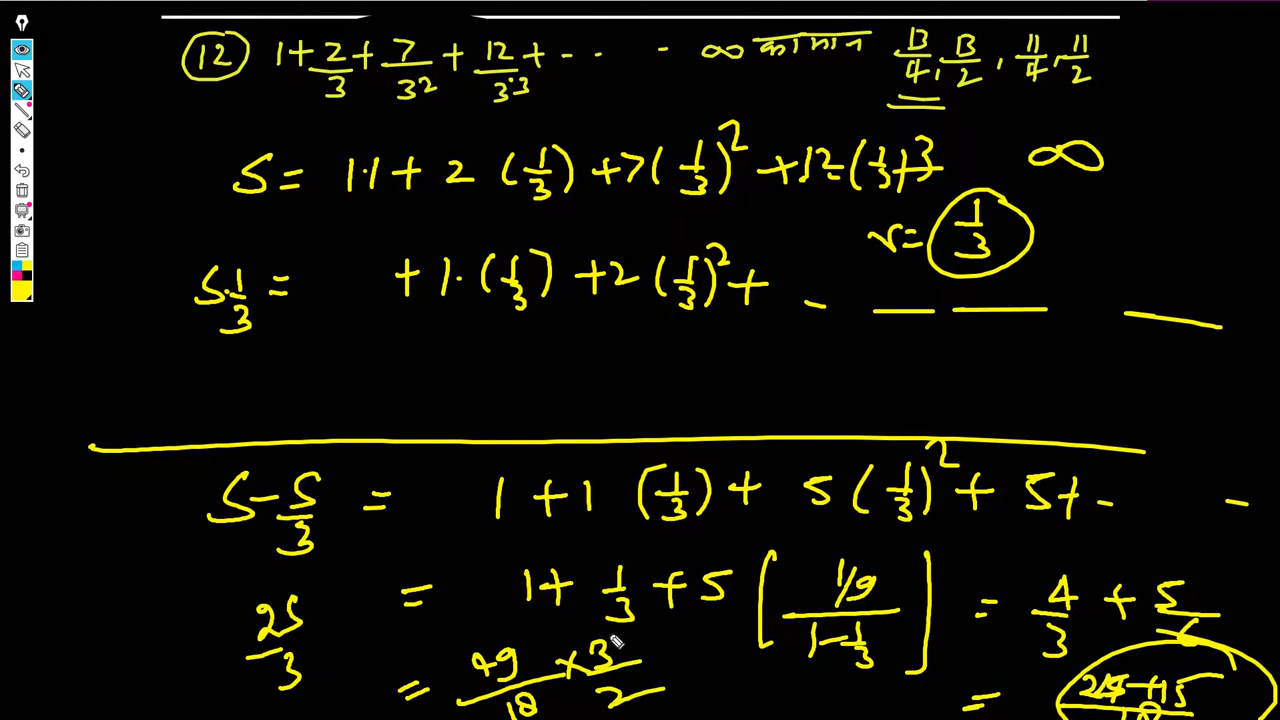 12 1 + 2/3 + 7/3² + 12/3·3 + - - - ∞ का मान 13/4, 13/2, 11/4, 11/2
S = 1·1 + 2 (1/3) + 7 (1/3)² + 12 (1/3)³ ∞
r = 1/3
S·1/3 = + 1·(1/3) + 2 (1/3)² + - — — —
S - S/3 = 1 + 1 (1/3) + 5 (1/3)² + 5 + - -
= 1 + 1/3 + 5 [ 1/9 / 1 - 1/3 ] = 4/3 + 5/6
2S/3 = 49/18 × 3/2 =